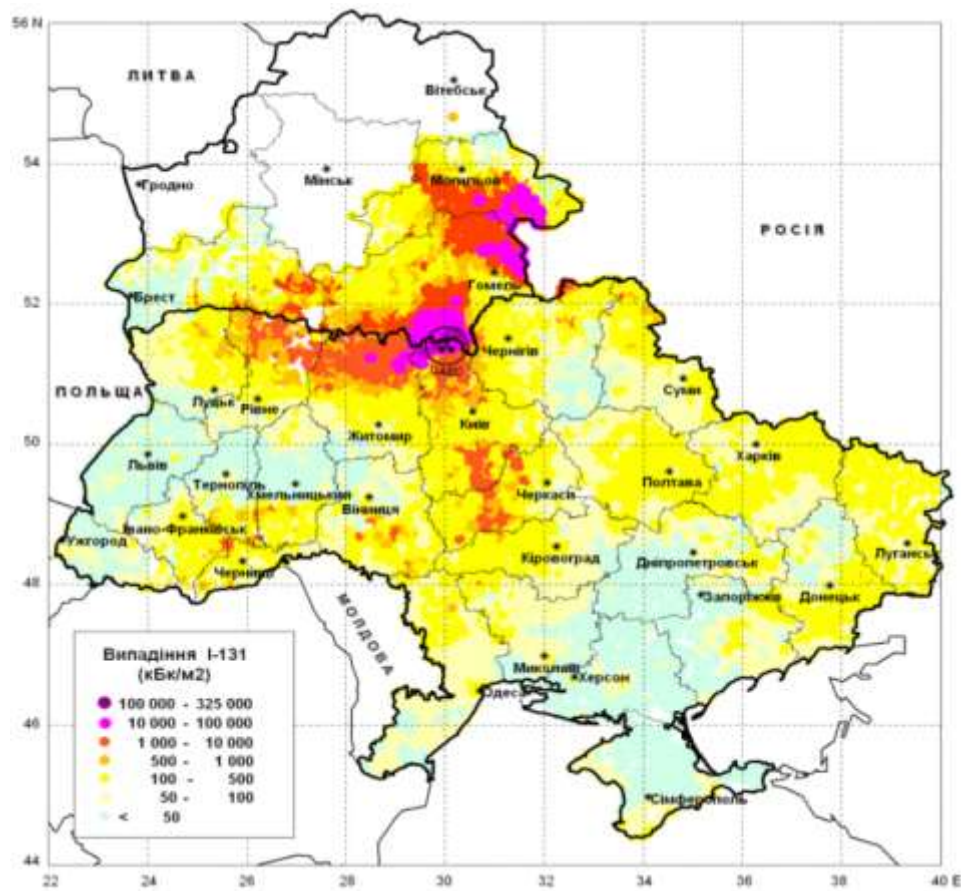 56 N
ЛИТВА
Вітебськ
54
Гродно
Мінськ
Могильов
РОСІЯ
Гомель
52
Брест
Чернігів
ПОЛЬЩА
Луцьк
Рівне
Суми
Житомир
Київ
50
Львів
Харків
Тернопіль
Хмельницький
Черкаси
Полтава
Вінниця
Івано-Франківськ
Ужгород
Кіровоград
Дніпропетровськ
Луганськ
Чернівці
48
Запоріжжя
Донецьк
МОЛДОВА
Випадіння I-131
(кБк/м2)
100 000 - 325 000
10 000 - 100 000
1 000 - 10 000
500 - 1 000
100 - 500
50 - 100
< 50
Миколаїв
Херсон
Одеса
46
Сімферополь
44
22 24 26 28 30 32 34 36 38 40 E